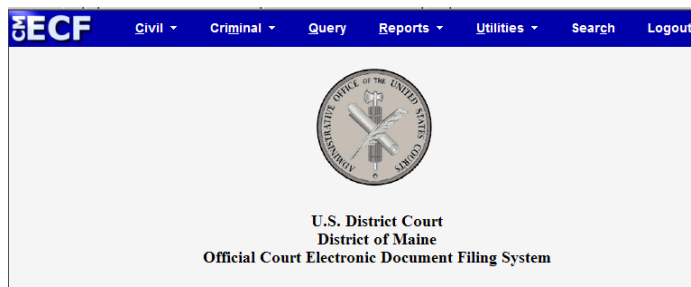 CM ECF Civil Criminal Query Reports Utilities Search Logout
ADMINISTRATIVE OFFICE OF THE UNITED STATES COURTS
U.S. District Court
District of Maine
Official Court Electronic Document Filing System